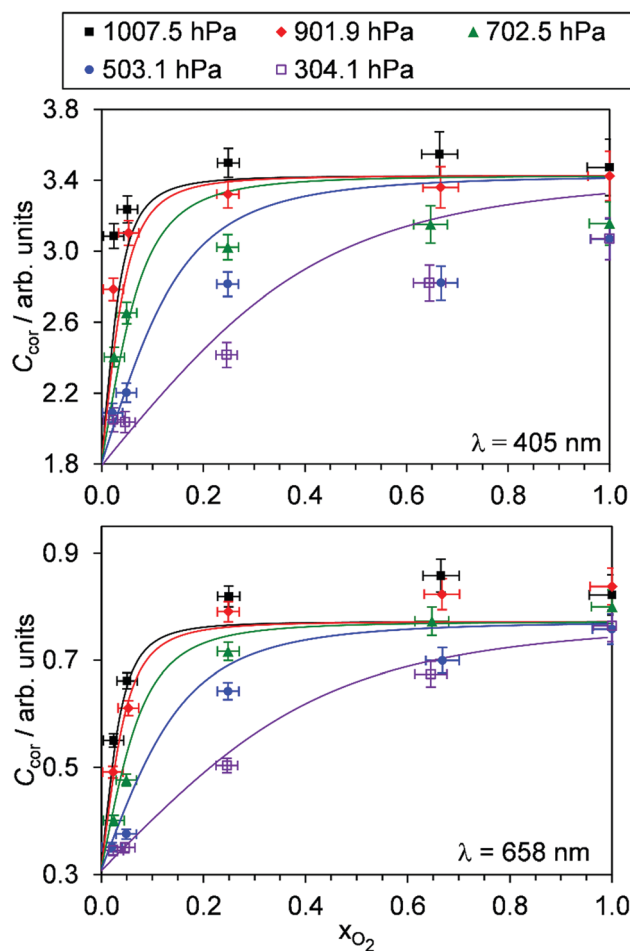 1007.5 hPa 901.9 hPa 702.5 hPa
503.1 hPa 304.1 hPa
3.8
3.4
3.0
2.6
2.2
1.8
C_cor / arb. units
λ = 405 nm
0.0 0.2 0.4 0.6 0.8 1.0
0.9
0.7
0.5
0.3
C_cor / arb. units
λ = 658 nm
0.0 0.2 0.4 0.6 0.8 1.0
x_O₂